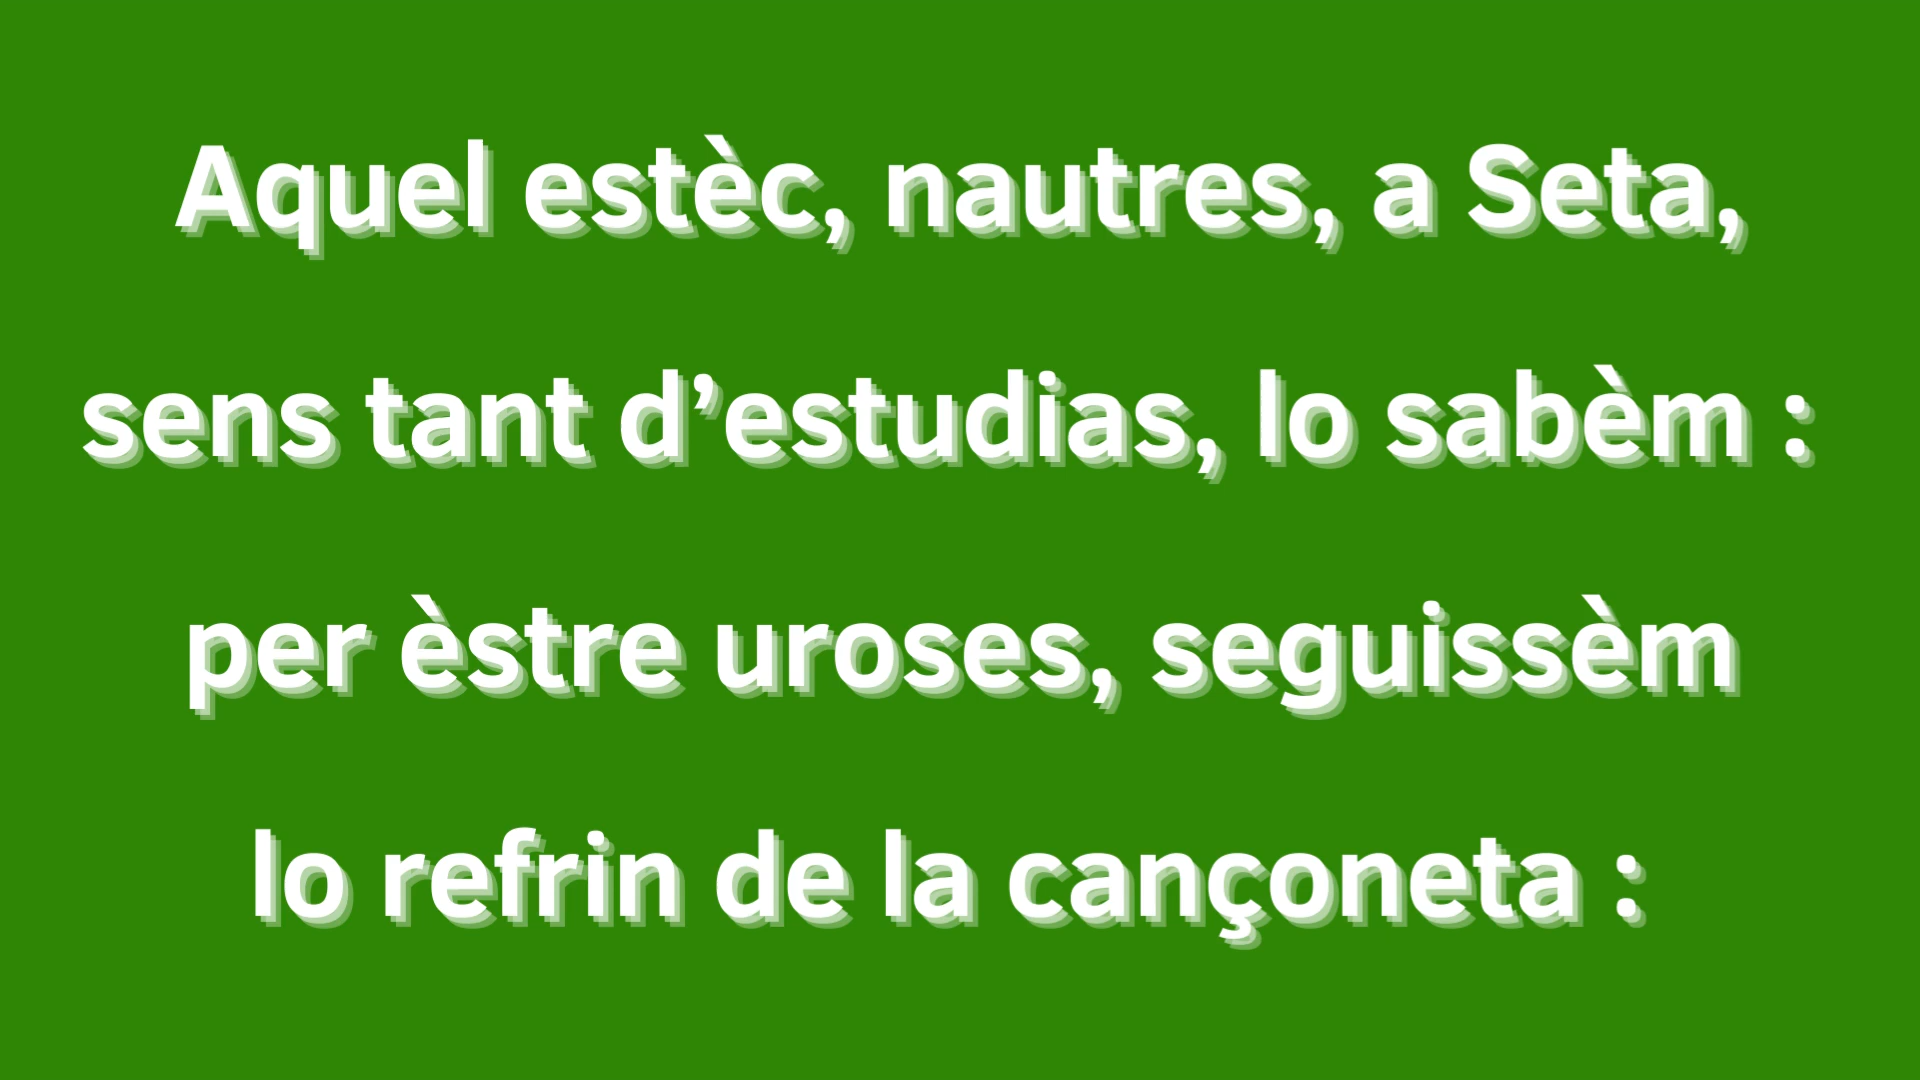 Aquel estèc, nautres, a Seta,
sens tant d’estudias, lo sabèm :
per èstre uroses, seguissèm
lo refrin de la cançoneta :